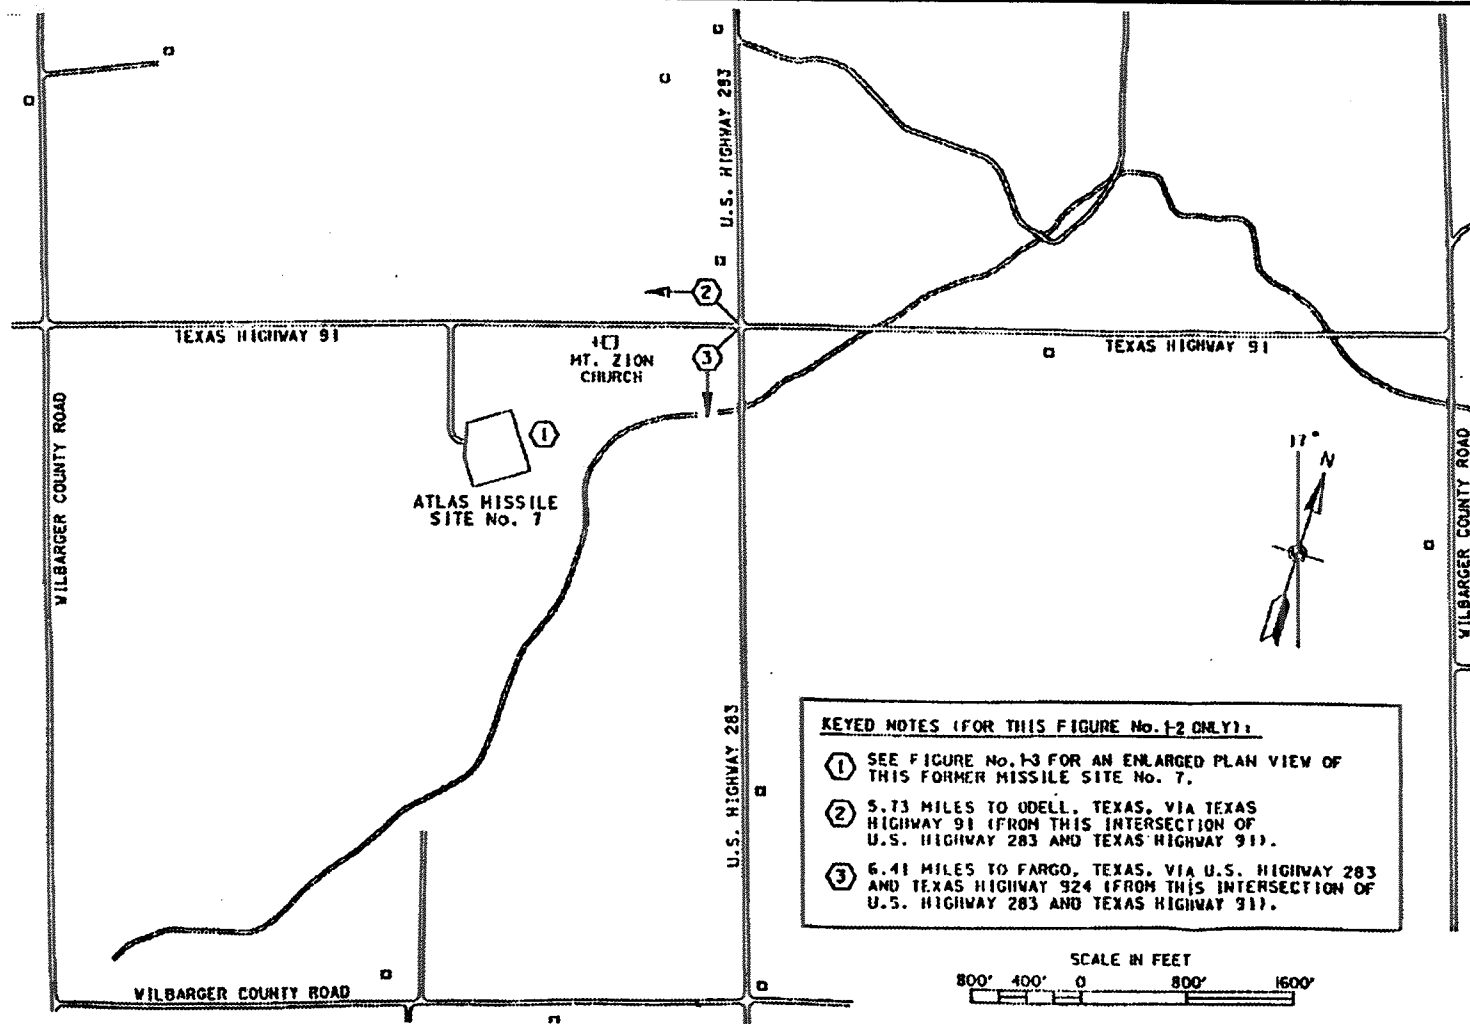 U.S. HIGHWAY 283
2
TEXAS HIGHWAY 91
MT. ZION
CHURCH
3
TEXAS HIGHWAY 91
WILBARGER COUNTY ROAD
1
ATLAS MISSILE
SITE No. 7
17°
N
WILBARGER COUNTY ROAD
U.S. HIGHWAY 283
KEYED NOTES (FOR THIS FIGURE No. 1-2 ONLY):
1 SEE FIGURE No. 1-3 FOR AN ENLARGED PLAN VIEW OF
THIS FORMER MISSILE SITE No. 7.
2 5.73 MILES TO ODELL, TEXAS, VIA TEXAS
HIGHWAY 91 (FROM THIS INTERSECTION OF
U.S. HIGHWAY 283 AND TEXAS HIGHWAY 91).
3 6.41 MILES TO FARGO, TEXAS, VIA U.S. HIGHWAY 283
AND TEXAS HIGHWAY 924 (FROM THIS INTERSECTION OF
U.S. HIGHWAY 283 AND TEXAS HIGHWAY 91).
SCALE IN FEET
800' 400' 0 800' 1600'
WILBARGER COUNTY ROAD